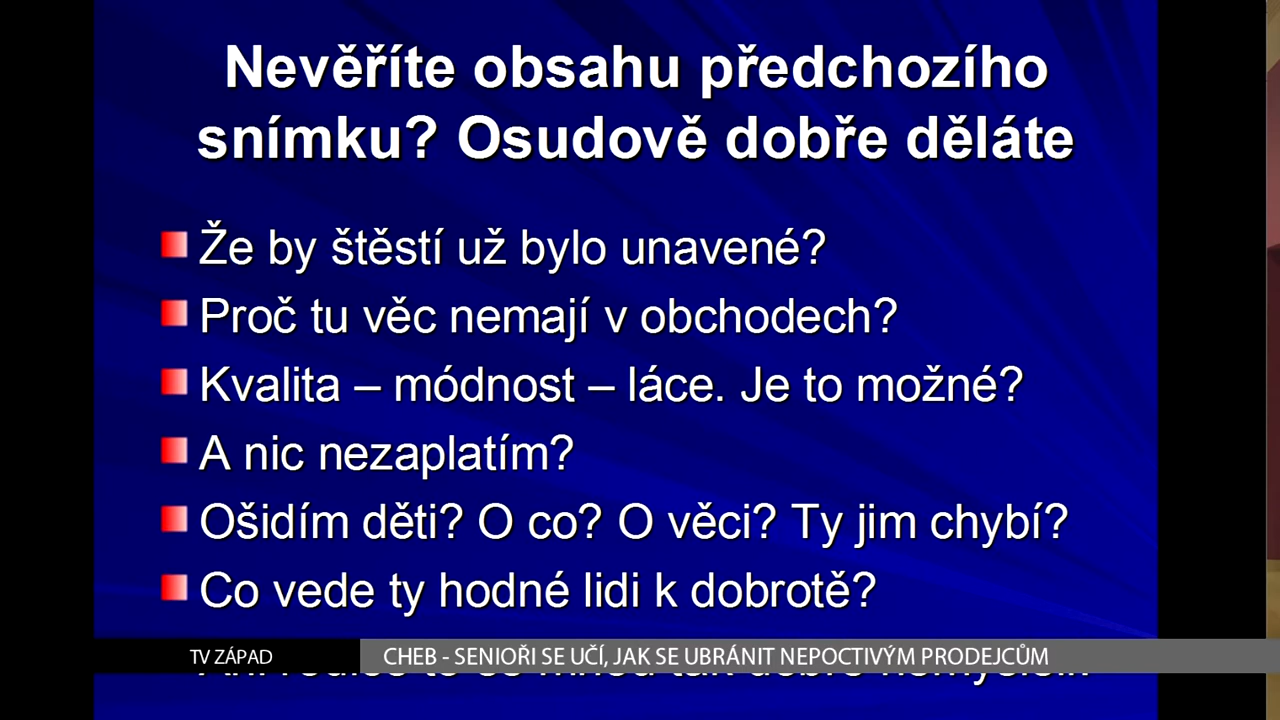 Nevěříte obsahu předchozího
snímku? Osudově dobře děláte
Že by štěstí už bylo unavené?
Proč tu věc nemají v obchodech?
Kvalita – módnost – láce. Je to možné?
A nic nezaplatím?
Ošidím děti? O co? O věci? Ty jim chybí?
Co vede ty hodné lidi k dobrotě?
TV ZÁPAD
CHEB - SENIOŘI SE UČÍ, JAK SE UBRÁNIT NEPOCTIVÝM PRODEJCŮM